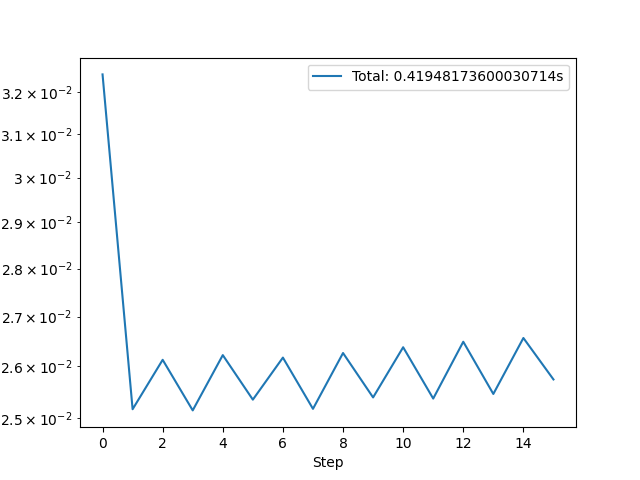 Total: 0.41948173600030714s
3.2 × 10⁻²
3.1 × 10⁻²
3 × 10⁻²
2.9 × 10⁻²
2.8 × 10⁻²
2.7 × 10⁻²
2.6 × 10⁻²
2.5 × 10⁻²
0 2 4 6 8 10 12 14
Step